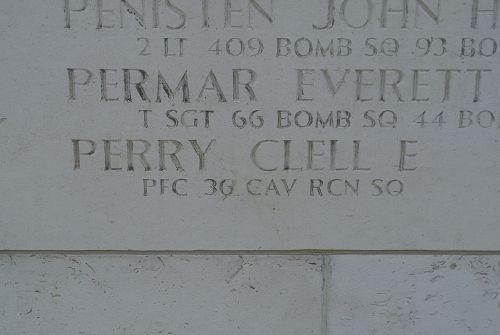 PENISTEN JOHN H
2 LT 409 BOMB SQ 93 BO
PERMAR EVERETT
T SGT 66 BOMB SQ 44 BO
PERRY CLELL E
PFC 36 CAV RCN SQ